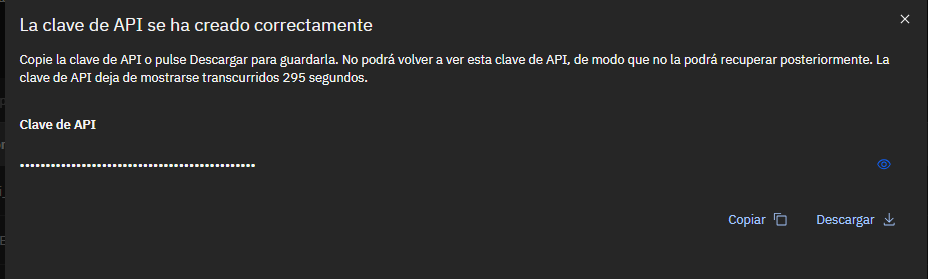 La clave de API se ha creado correctamente
Copie la clave de API o pulse Descargar para guardarla. No podrá volver a ver esta clave de API, de modo que no la podrá recuperar posteriormente. La
clave de API deja de mostrarse transcurridos 295 segundos.
Clave de API
Copiar
Descargar